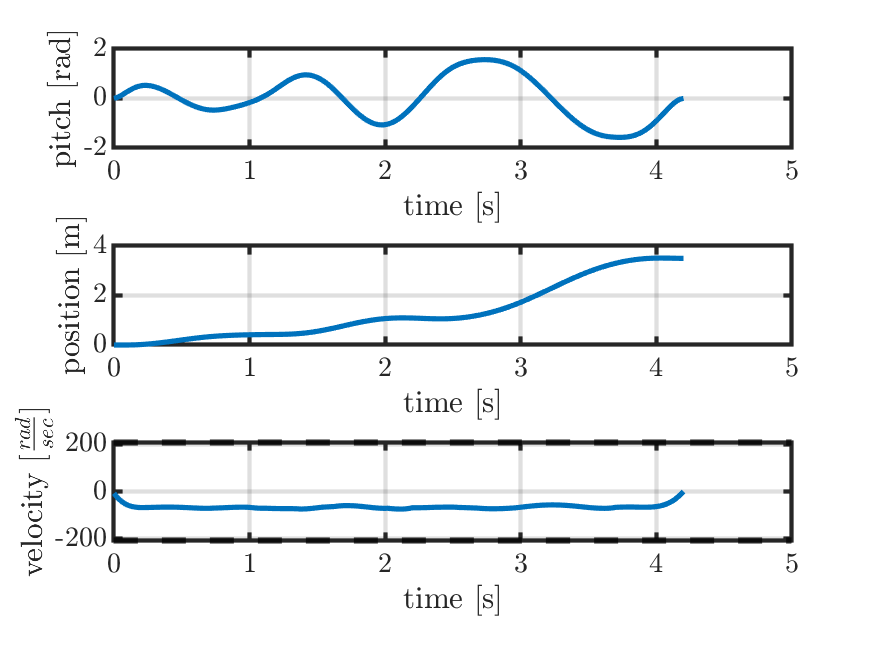 pitch [rad]
2
0
-2
0 1 2 3 4 5
time [s]
position [m]
4
2
0
0 1 2 3 4 5
time [s]
velocity [rad/sec]
200
0
-200
0 1 2 3 4 5
time [s]